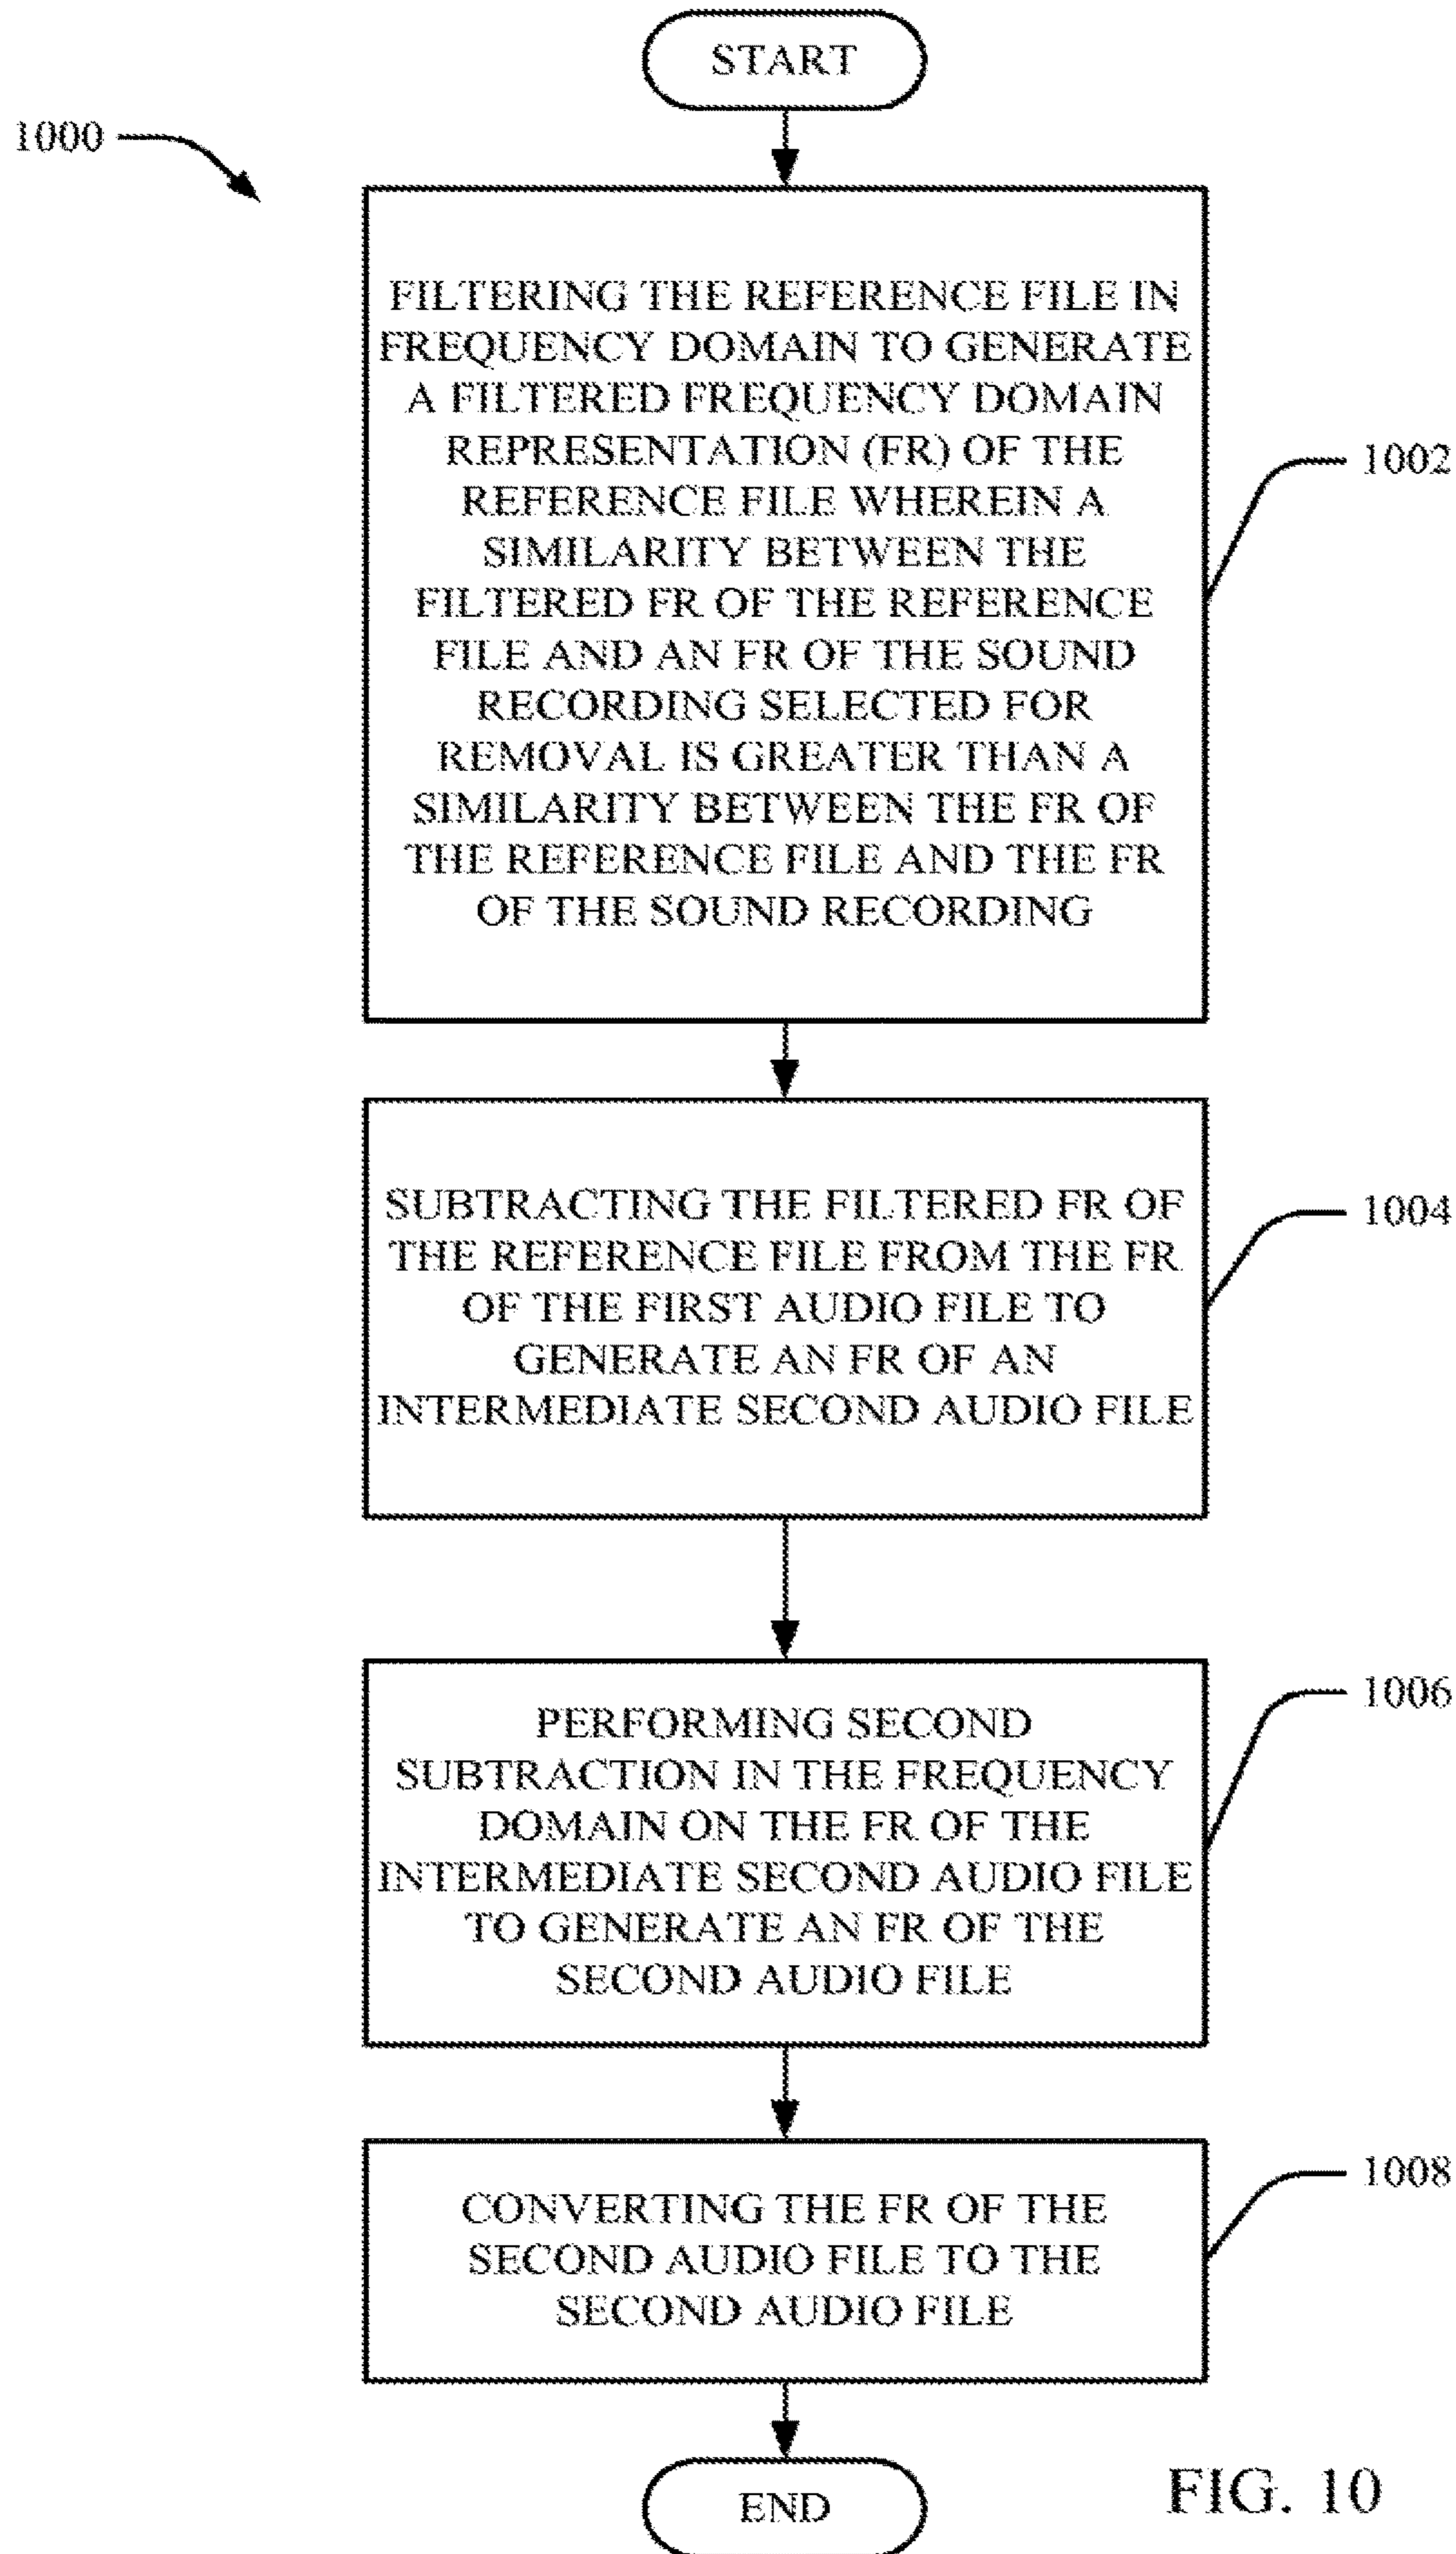 START
1000
FILTERING THE REFERENCE FILE IN
FREQUENCY DOMAIN TO GENERATE
A FILTERED FREQUENCY DOMAIN
REPRESENTATION (FR) OF THE
REFERENCE FILE WHEREIN A
SIMILARITY BETWEEN THE
FILTERED FR OF THE REFERENCE
FILE AND AN FR OF THE SOUND
RECORDING SELECTED FOR
REMOVAL IS GREATER THAN A
SIMILARITY BETWEEN THE FR OF
THE REFERENCE FILE AND THE FR
OF THE SOUND RECORDING
1002
SUBTRACTING THE FILTERED FR OF
THE REFERENCE FILE FROM THE FR
OF THE FIRST AUDIO FILE TO
GENERATE AN FR OF AN
INTERMEDIATE SECOND AUDIO FILE
1004
PERFORMING SECOND
SUBTRACTION IN THE FREQUENCY
DOMAIN ON THE FR OF THE
INTERMEDIATE SECOND AUDIO FILE
TO GENERATE AN FR OF THE
SECOND AUDIO FILE
1006
CONVERTING THE FR OF THE
SECOND AUDIO FILE TO THE
SECOND AUDIO FILE
1008
END
FIG. 10